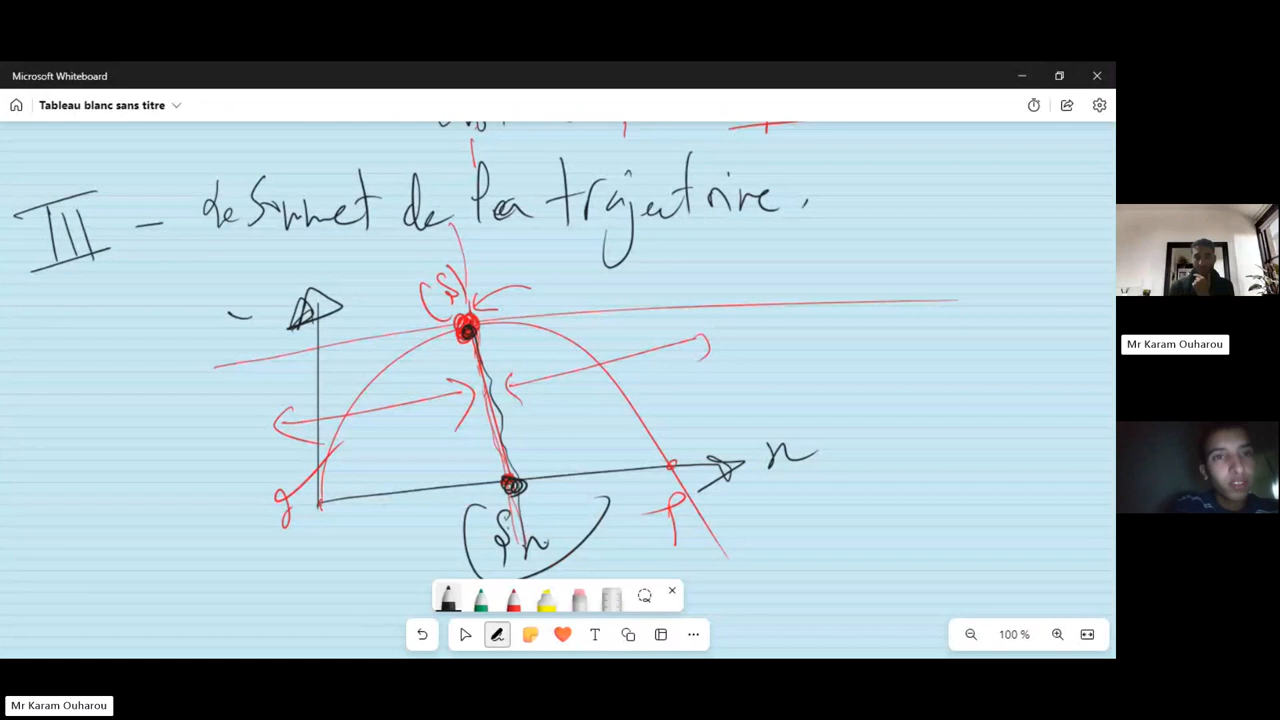 Microsoft Whiteboard
Tableau blanc sans titre
III - Le Sommet de la trajectoire.
(S)
x
P
(Sx
100 %
Mr Karam Ouharou
Mr Karam Ouharou